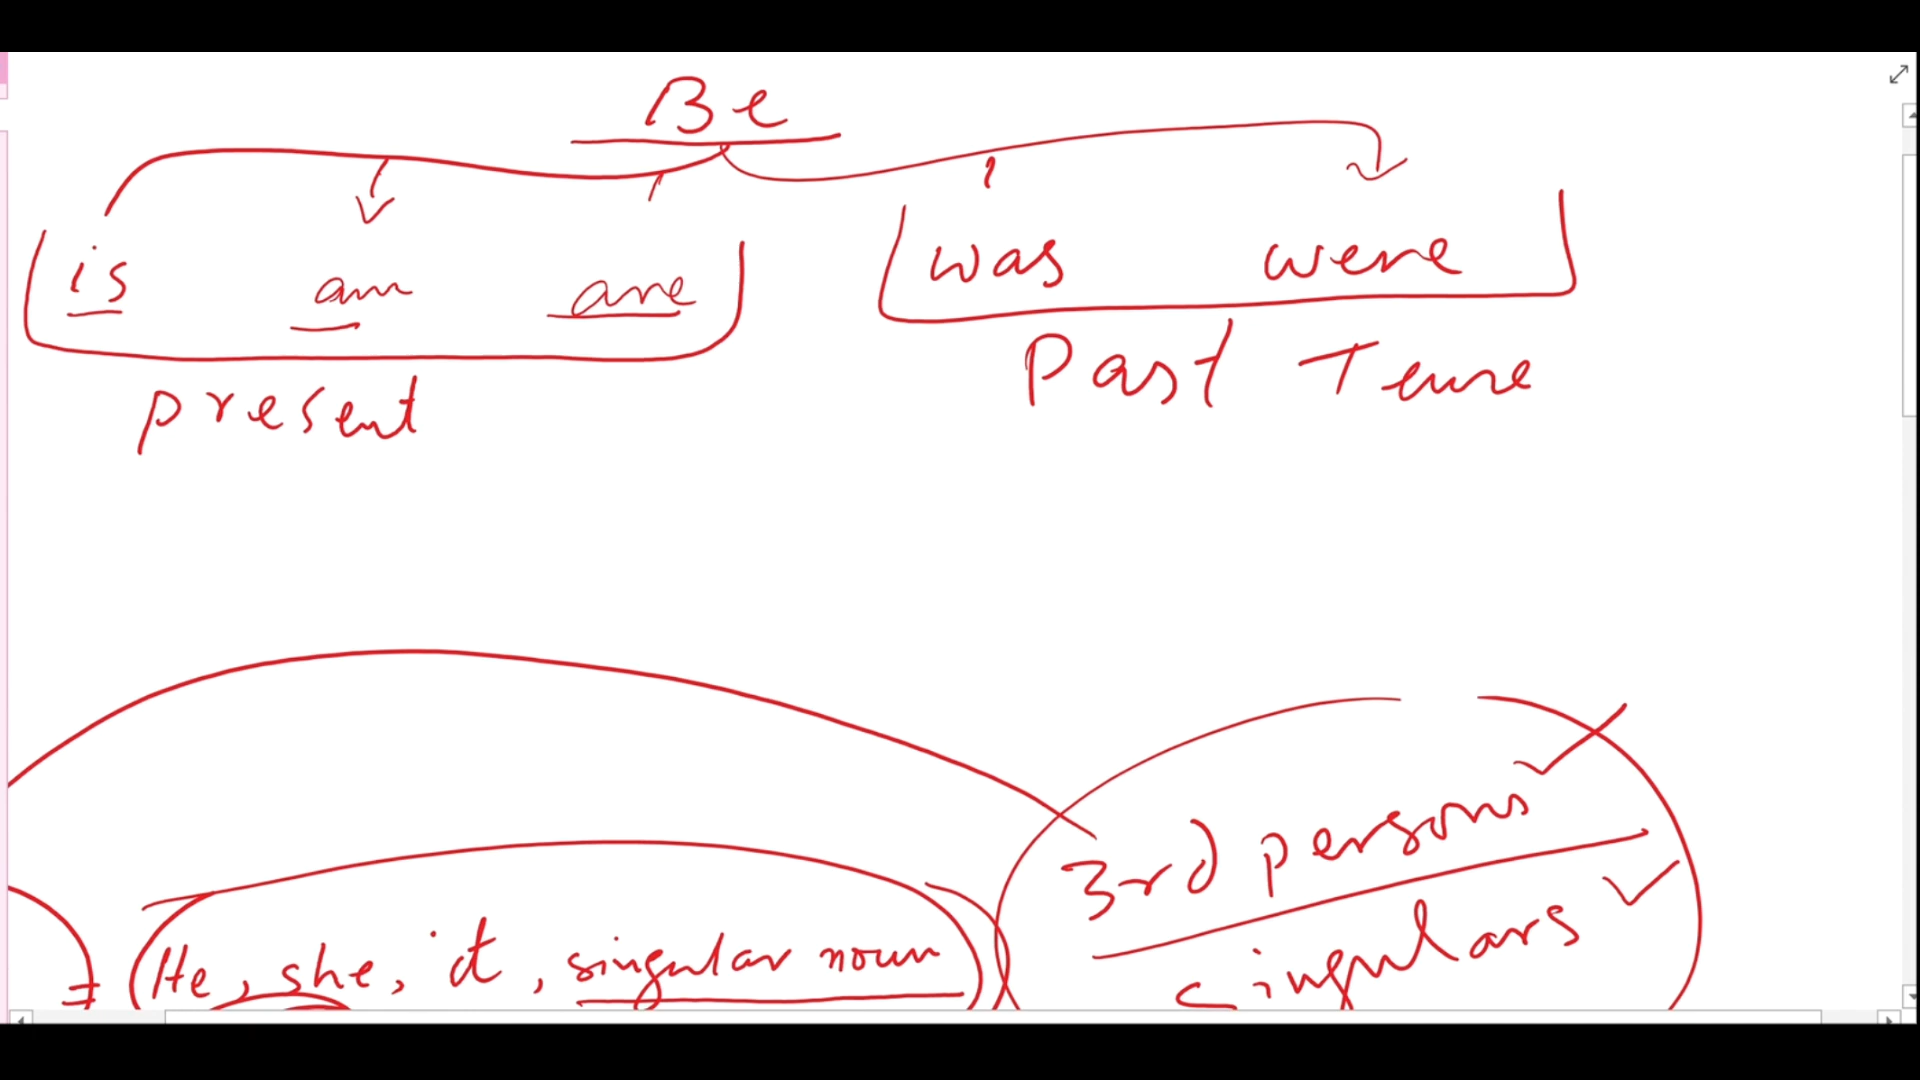 Be
is am are was were
present Past Tense
3rd persons
singulars
= He, she, it, singular noun